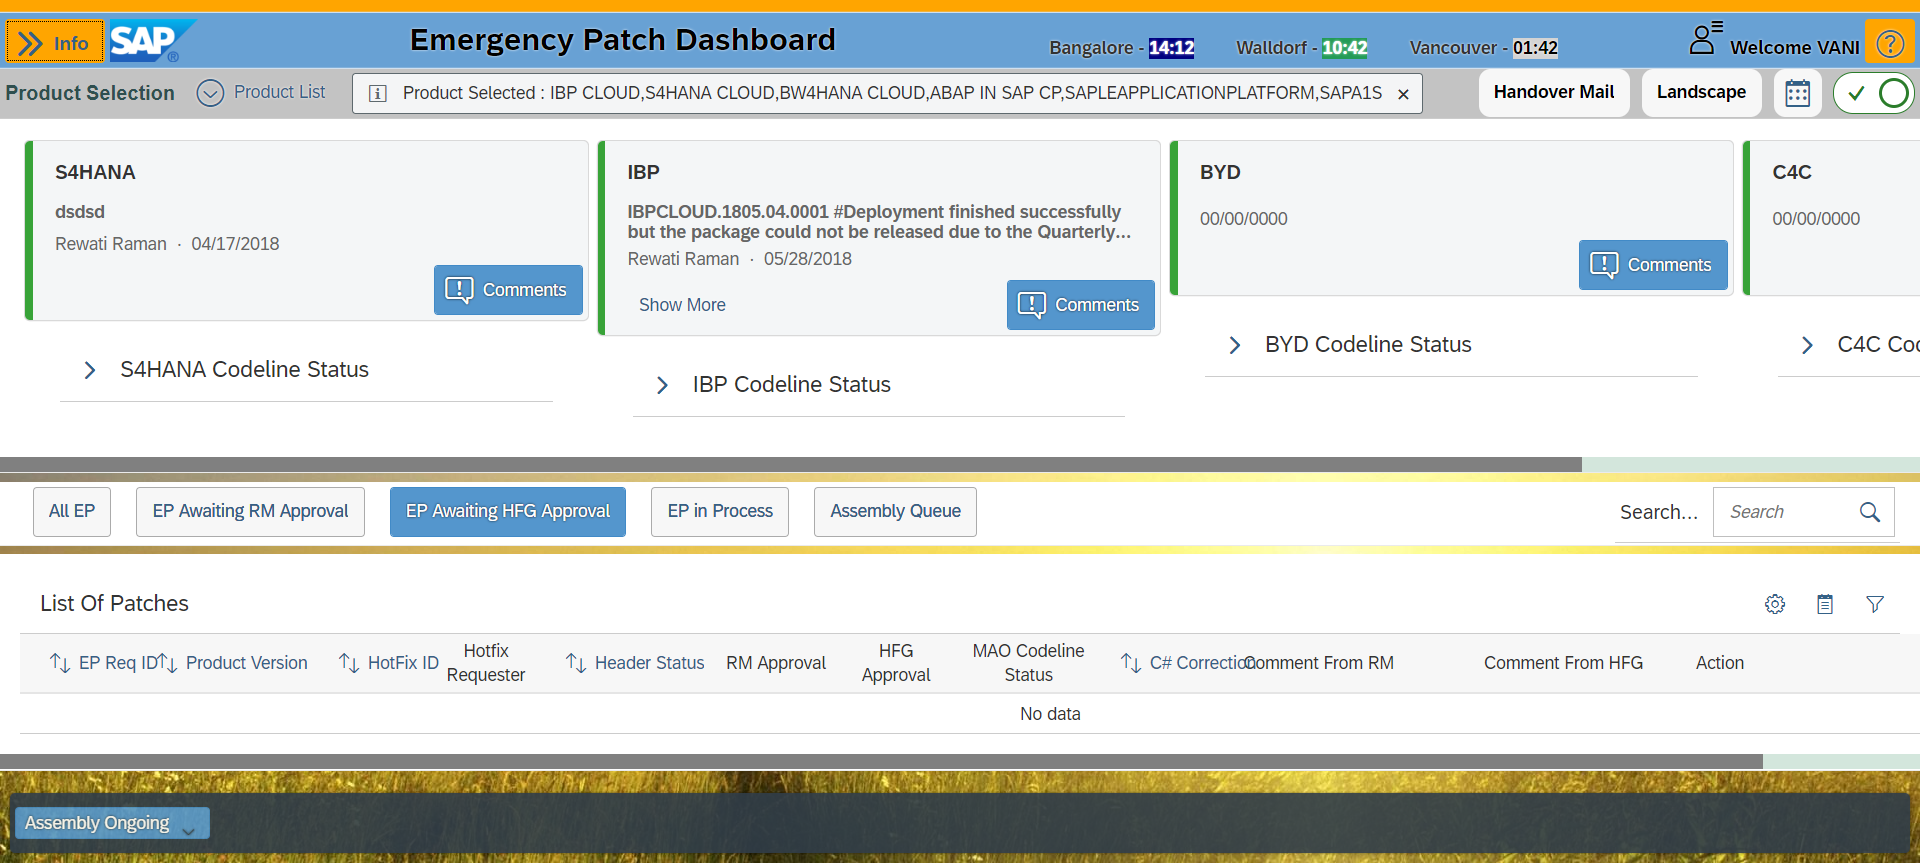 Info
SAP®
Emergency Patch Dashboard
Bangalore - 14:12
Walldorf - 10:42
Vancouver - 01:42
Welcome VANI
Product Selection
Product List
Product Selected : IBP CLOUD,S4HANA CLOUD,BW4HANA CLOUD,ABAP IN SAP CP,SAPLEAPPLICATIONPLATFORM,SAPA1S
Handover Mail
Landscape
S4HANA
dsdsd
Rewati Raman · 04/17/2018
Comments
S4HANA Codeline Status
IBP
IBPCLOUD.1805.04.0001 #Deployment finished successfully
but the package could not be released due to the Quarterly...
Rewati Raman · 05/28/2018
Show More
Comments
IBP Codeline Status
BYD
00/00/0000
Comments
BYD Codeline Status
C4C
00/00/0000
C4C Coc
All EP
EP Awaiting RM Approval
EP Awaiting HFG Approval
EP in Process
Assembly Queue
Search...
Search
List Of Patches
EP Req ID
Product Version
HotFix ID
Hotfix
Requester
Header Status
RM Approval
HFG
Approval
MAO Codeline
Status
C# Correction
Comment From RM
Comment From HFG
Action
No data
Assembly Ongoing